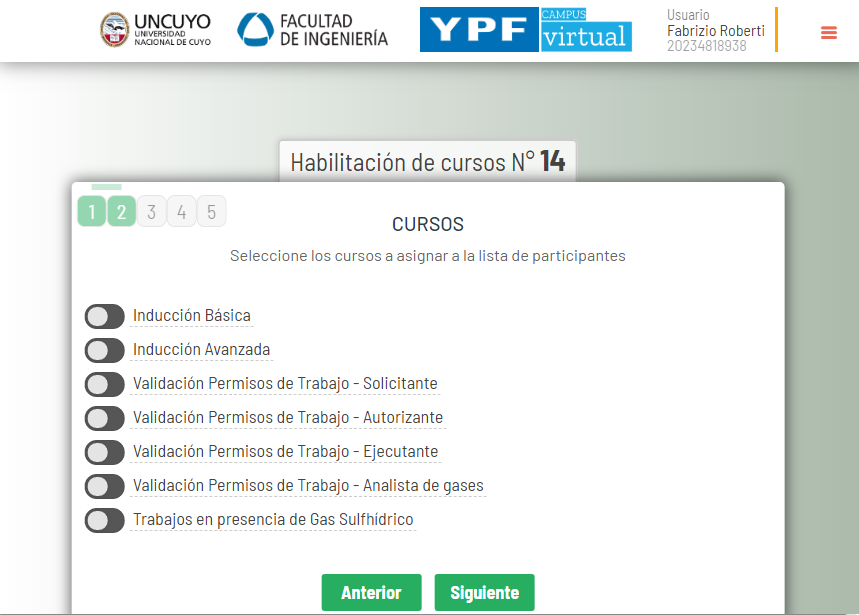 UNCUYO
UNIVERSIDAD
NACIONAL DE CUYO
FACULTAD
DE INGENIERÍA
YPF
CAMPUS
virtual
Usuario
Fabrizio Roberti
20234818938
Habilitación de cursos N° 14
1 2 3 4 5
CURSOS
Seleccione los cursos a asignar a la lista de participantes
Inducción Básica
Inducción Avanzada
Validación Permisos de Trabajo - Solicitante
Validación Permisos de Trabajo - Autorizante
Validación Permisos de Trabajo - Ejecutante
Validación Permisos de Trabajo - Analista de gases
Trabajos en presencia de Gas Sulfhídrico
Anterior Siguiente